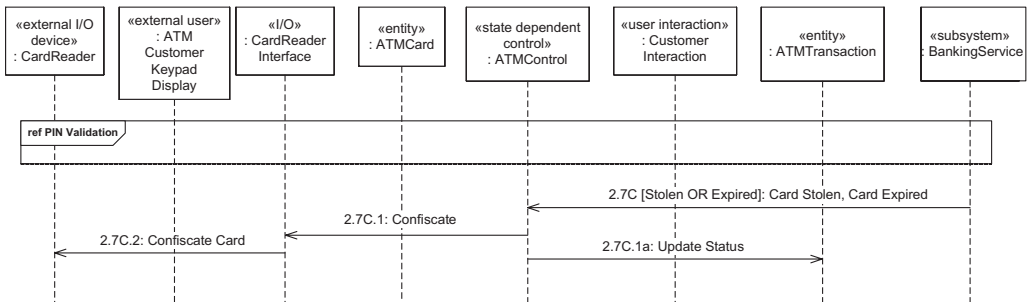 «external I/O
device»
: CardReader
«external user»
: ATM
Customer
Keypad
Display
«I/O»
: CardReader
Interface
«entity»
: ATMCard
«state dependent
control»
: ATMControl
«user interaction»
: Customer
Interaction
«entity»
: ATMTransaction
«subsystem»
: BankingService
ref PIN Validation
2.7C [Stolen OR Expired]: Card Stolen, Card Expired
2.7C.1: Confiscate
2.7C.2: Confiscate Card
2.7C.1a: Update Status